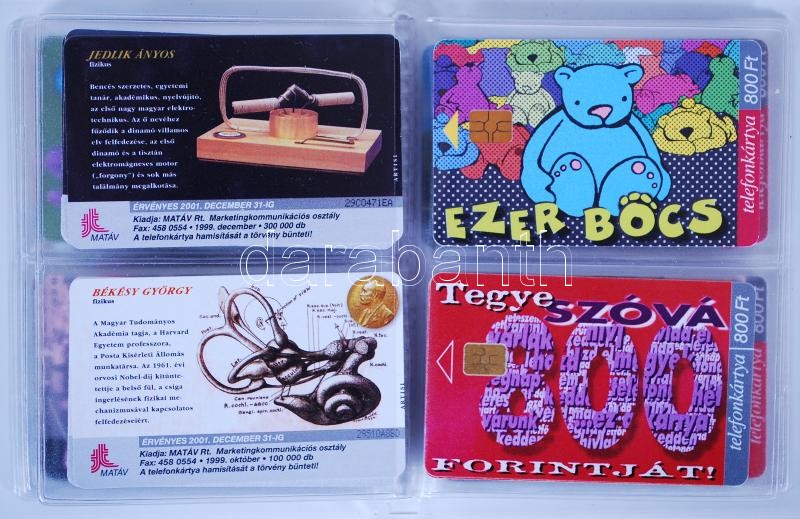 JEDLIK ÁNYOS
fizikus
Bencés szerzetes, egyetemi
tanár, akadémikus, nyelvújító,
az első nagy magyar elektro-
technikus. Az ő nevéhez
fűződik a dinamó villamos
elv felfedezése, az első
dinamó és a tisztán
elektromágneses motor
(„forgony") és sok más
találmány megalkotása.
ARTISI
ÉRVÉNYES 2001. DECEMBER 31-IG
29C0471EA
Kiadja: MATÁV Rt. Marketingkommunikációs osztály
Fax: 458 0554 • 1999. december • 300 000 db
A telefonkártya hamisítását a törvény bünteti!
MATÁV
EZER BOCS
telefonkártya 800 Ft
BÉKÉSY GYÖRGY
fizikus
A Magyar Tudományos
Akadémia tagja, a Harvard
Egyetem professzora,
a Posta Kísérleti Állomás
munkatársa. Az 1961. évi
orvosi Nobel-díj kitünte-
tettje a belső fül, a csiga
ingerlésének fizikai me-
chanizmusával kapcsolatos
felfedezéseiért.
ARTISI
ÉRVÉNYES 2001. DECEMBER 31-IG
Kiadja: MATÁV Rt. Marketingkommunikációs osztály
Fax: 458 0554 • 1999. október • 100 000 db
A telefonkártya hamisítását a törvény bünteti!
MATÁV
Tegye
SZÓVÁ
800
FORINTJÁT!
telefonkártya 800 Ft
darabanth